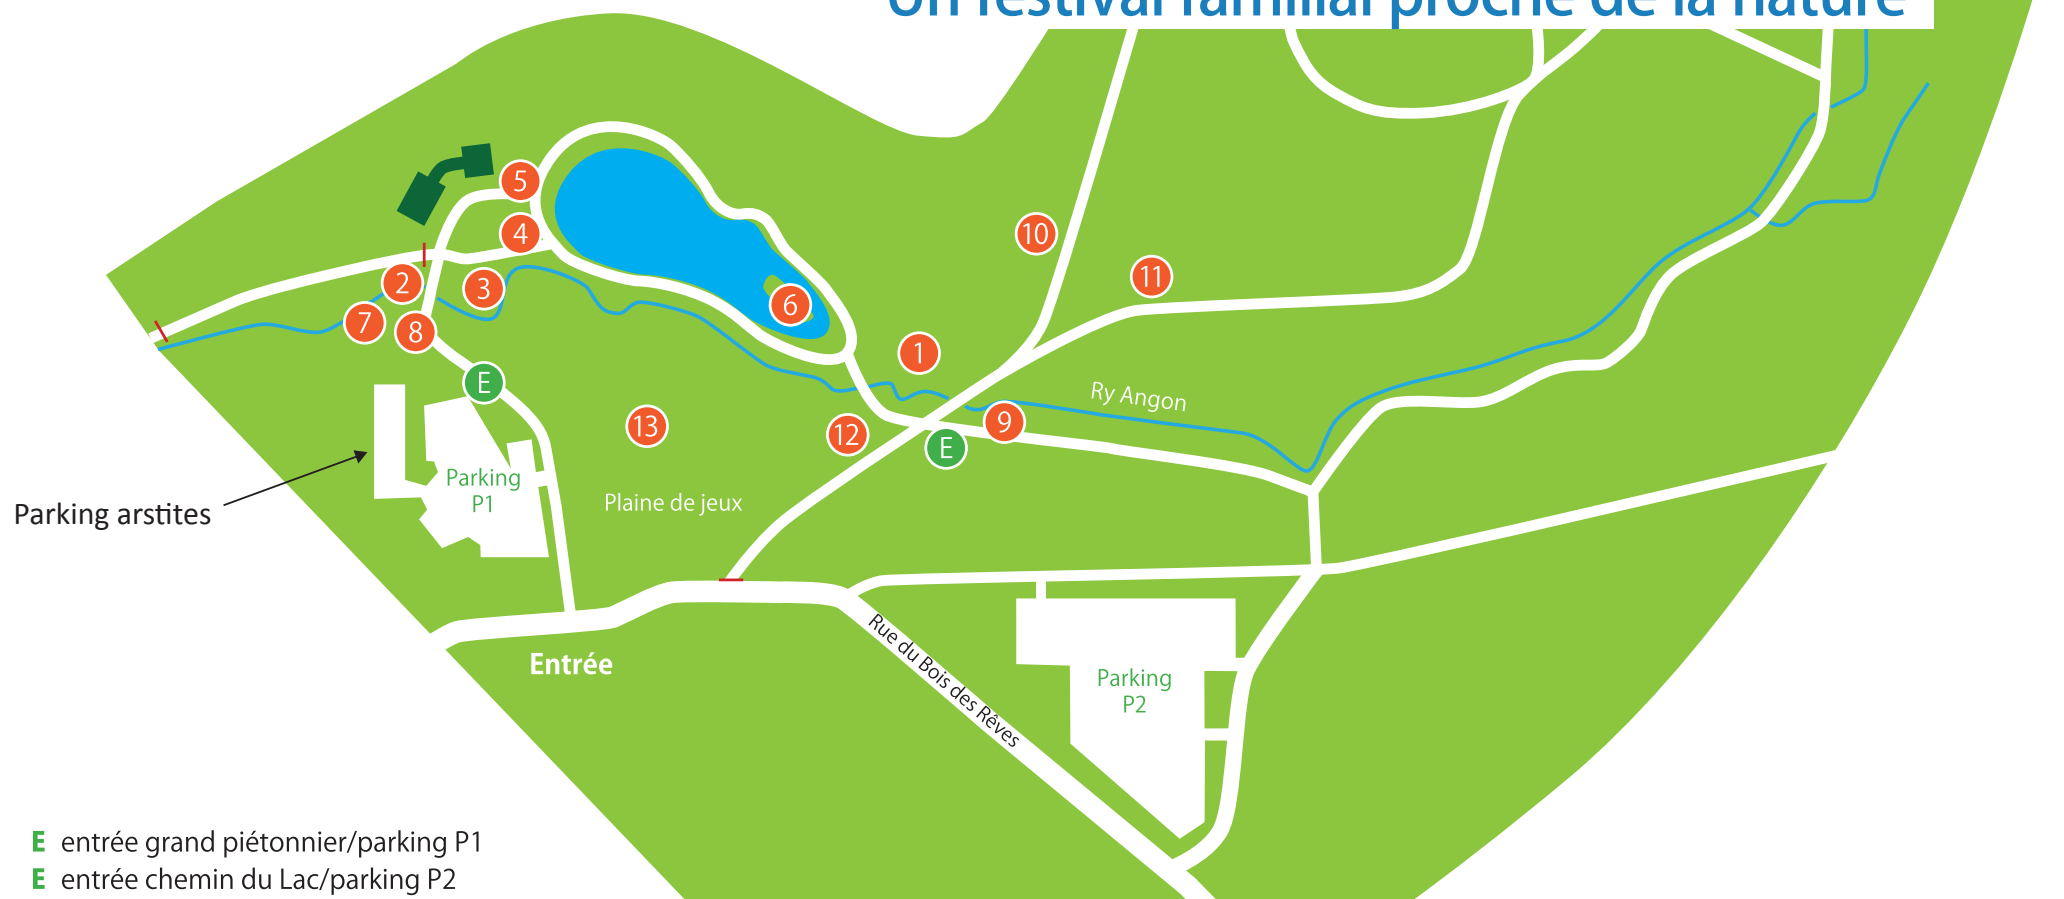 Un festival familial proche de la nature
5
4
10
11
2
3
6
7
8
1
E
Ry Angon
13
12
9
E
Parking
P1
Plaine de jeux
Parking arstites
Rue du Bois des Rêves
Entrée
Parking
P2
E entrée grand piétonnier/parking P1
E entrée chemin du Lac/parking P2